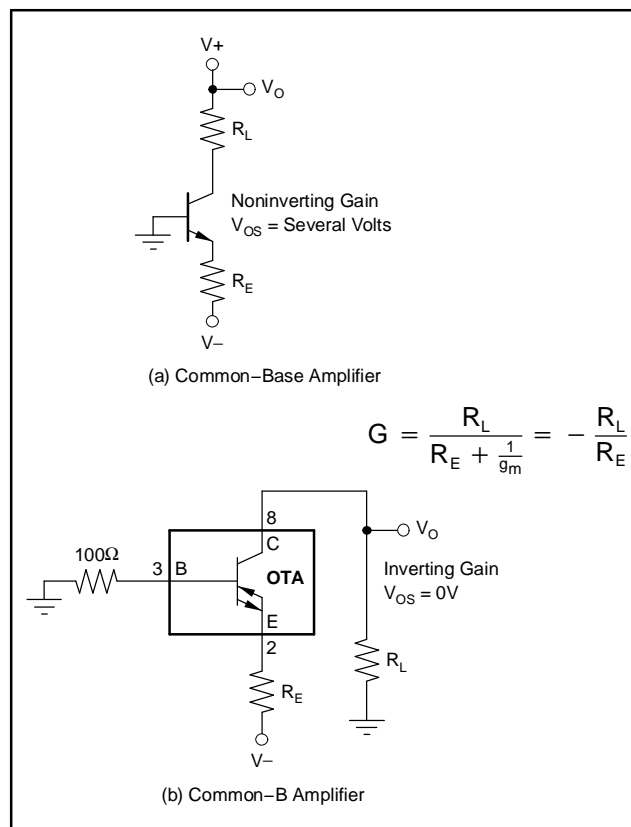 V+
V_O
R_L
Noninverting Gain
V_OS = Several Volts
R_E
V−
(a) Common−Base Amplifier
G = R_L / (R_E + 1/g_m) = − R_L / R_E
8
V_O
C
100Ω
3
B
OTA
Inverting Gain
V_OS = 0V
E
2
R_L
R_E
V−
(b) Common−B Amplifier